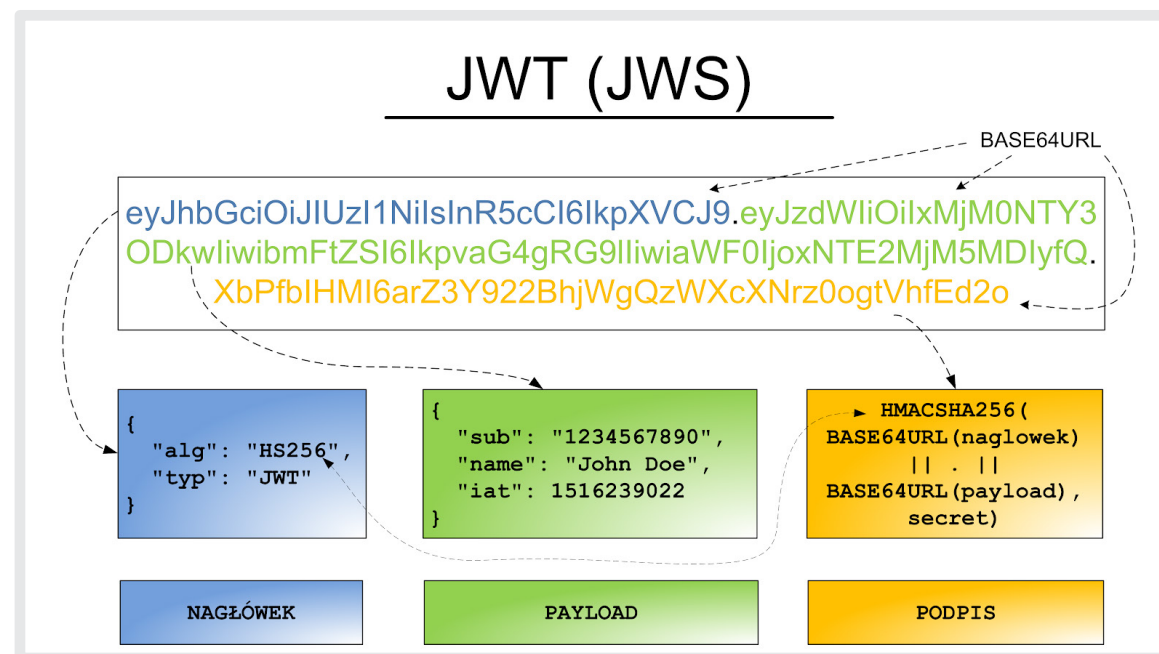 JWT (JWS)
BASE64URL
eyJhbGciOiJIUzI1NiIsInR5cCI6IkpXVCJ9.eyJzdWIiOiIxMjM0NTY3
ODkwIiwibmFtZSI6IkpvaG4gRG9lIiwiaWF0IjoxNTE2MjM5MDIyfQ.
XbPfbIHMI6arZ3Y922BhjWgQzWXcXNrz0ogtVhfEd2o
{
"alg": "HS256",
"typ": "JWT"
}
{
"sub": "1234567890",
"name": "John Doe",
"iat": 1516239022
}
HMACSHA256(
BASE64URL(naglowek)
|| . ||
BASE64URL(payload),
secret)
NAGŁÓWEK
PAYLOAD
PODPIS